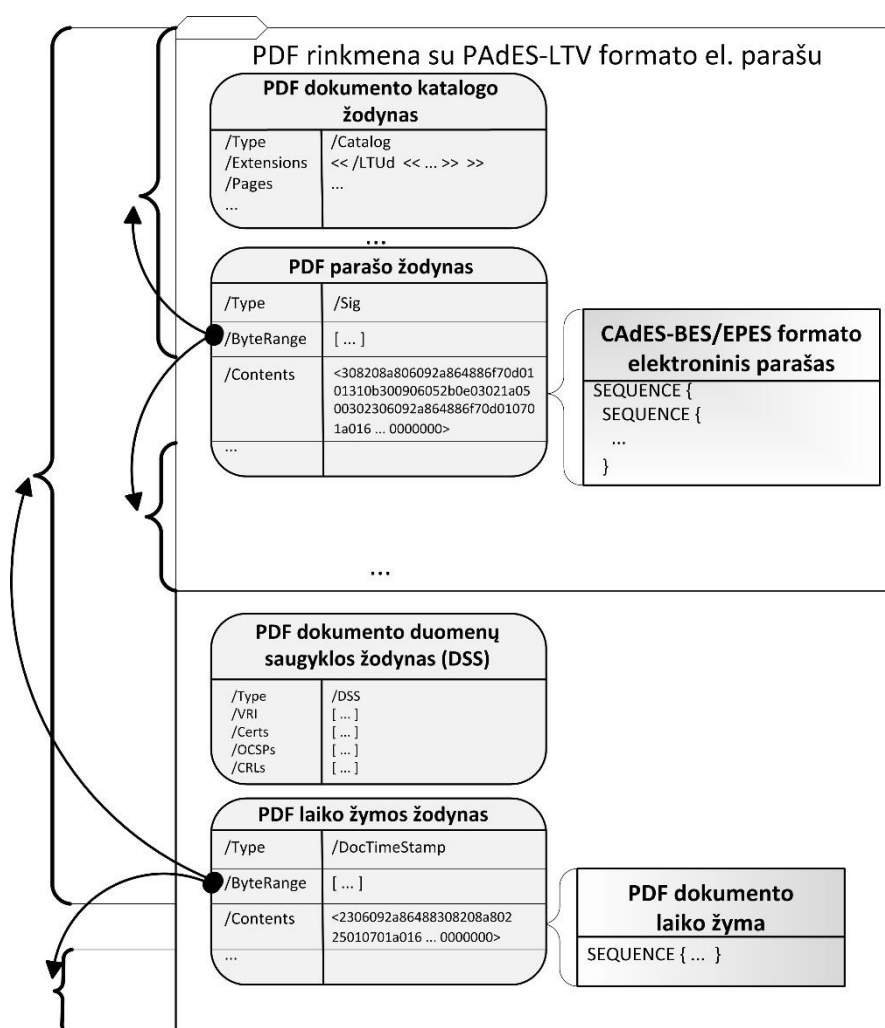 PDF rinkmena su PAdES-LTV formato el. parašu
PDF dokumento katalogo
žodynas
/Type /Catalog
/Extensions << /LTUd << ... >> >>
/Pages ...
...
...
PDF parašo žodynas
/Type /Sig
/ByteRange [ ... ]
/Contents <308208a806092a864886f70d01
01310b300906052b0e03021a05
00302306092a864886f70d01070
1a016 ... 0000000>
...
CAdES-BES/EPES formato
elektroninis parašas
SEQUENCE {
SEQUENCE {
...
}
...
PDF dokumento duomenų
saugyklos žodynas (DSS)
/Type /DSS
/VRI [ ... ]
/Certs [ ... ]
/OCSPs [ ... ]
/CRLs [ ... ]
PDF laiko žymos žodynas
/Type /DocTimeStamp
/ByteRange [ ... ]
/Contents <2306092a86488308208a802
25010701a016 ... 0000000>
...
PDF dokumento
laiko žyma
SEQUENCE { ... }